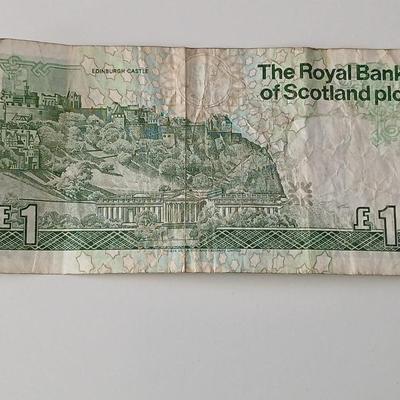 EDINBURGH CASTLE
The Royal Bank
of Scotland plc
£1
£1